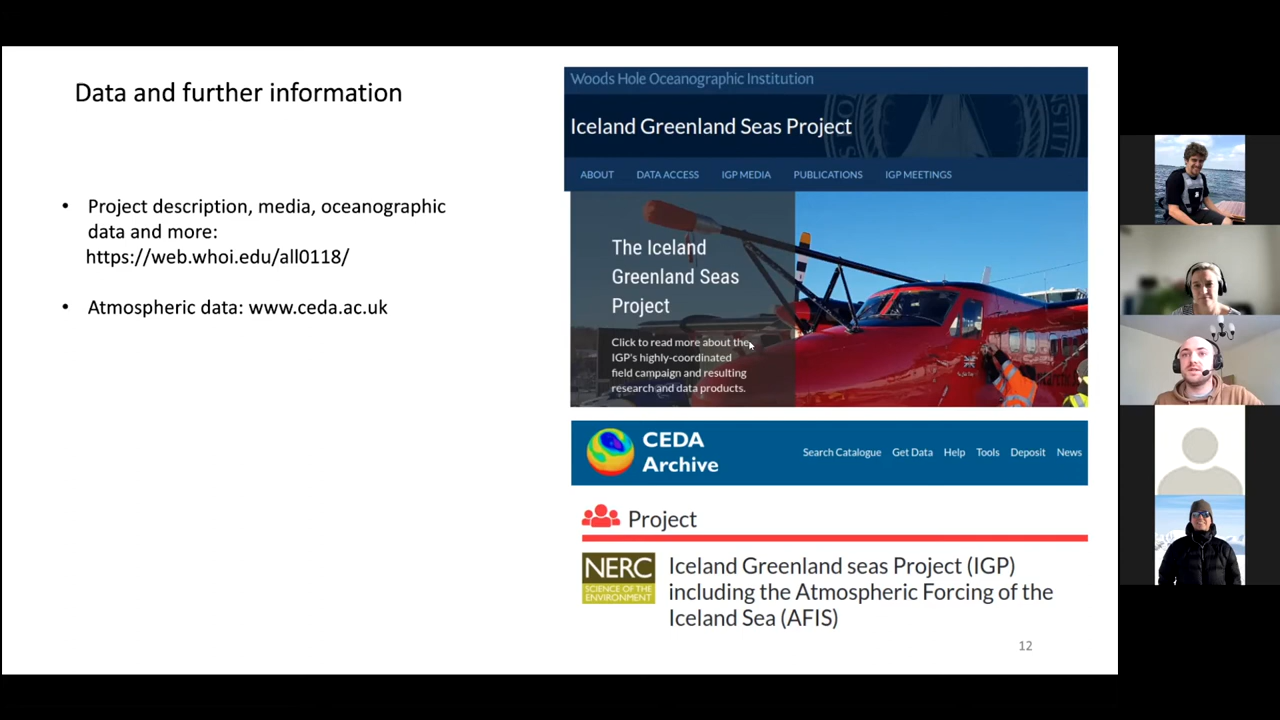 Data and further information
• Project description, media, oceanographic
data and more:
https://web.whoi.edu/all0118/
• Atmospheric data: www.ceda.ac.uk
Woods Hole Oceanographic Institution
Iceland Greenland Seas Project
ABOUT DATA ACCESS IGP MEDIA PUBLICATIONS IGP MEETINGS
The Iceland
Greenland Seas
Project
Click to read more about the
IGP's highly-coordinated
field campaign and resulting
research and data products.
CEDA
Archive
Search Catalogue Get Data Help Tools Deposit News
Project
NERC
SCIENCE OF THE
ENVIRONMENT
Iceland Greenland seas Project (IGP)
including the Atmospheric Forcing of the
Iceland Sea (AFIS)
12